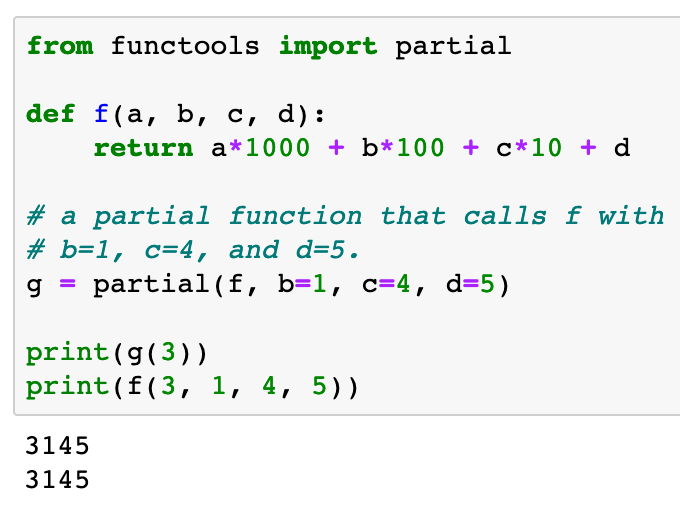 from functools import partial
def f(a, b, c, d):
    return a*1000 + b*100 + c*10 + d
# a partial function that calls f with
# b=1, c=4, and d=5.
g = partial(f, b=1, c=4, d=5)
print(g(3))
print(f(3, 1, 4, 5))
3145
3145